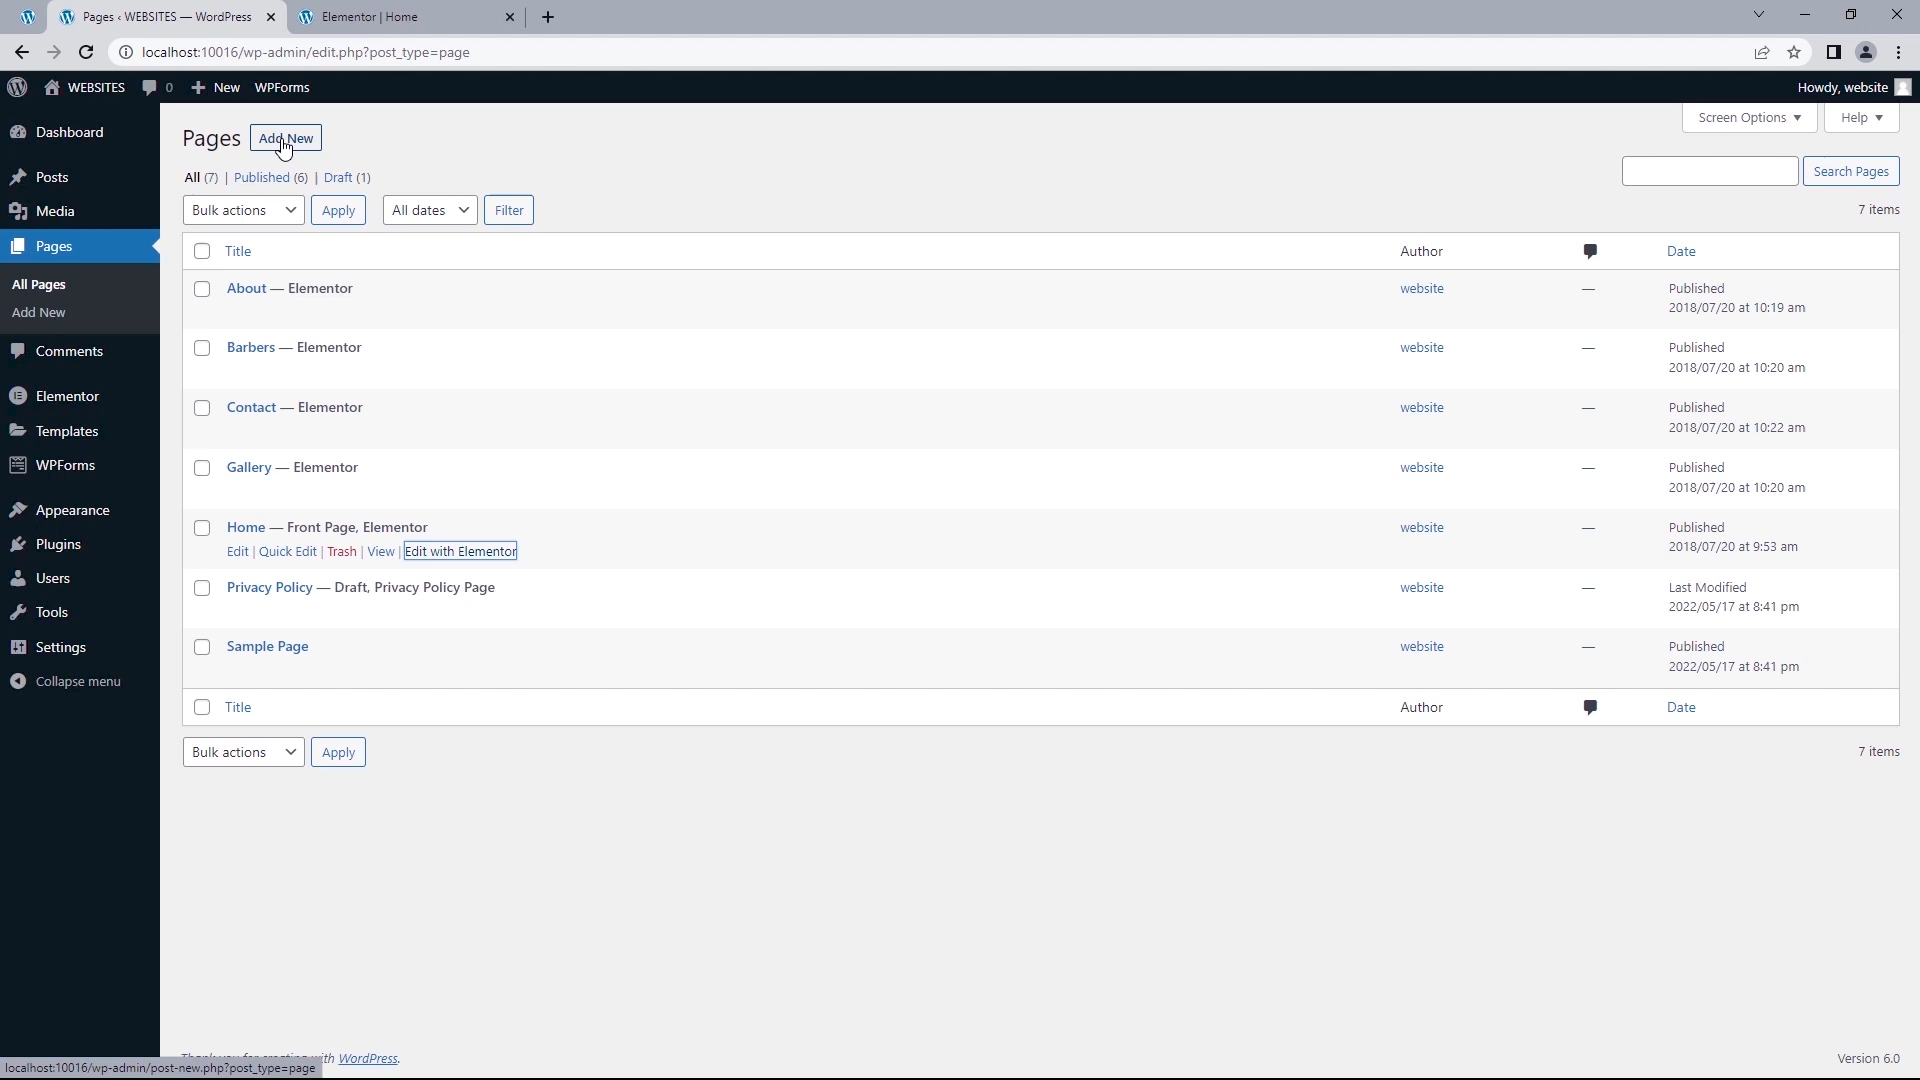 Pages ‹ WEBSITES — WordPress
Elementor | Home
localhost:10016/wp-admin/edit.php?post_type=page
WEBSITES 0 New WPForms
Howdy, website
Dashboard
Posts
Media
Pages
All Pages
Add New
Comments
Elementor
Templates
WPForms
Appearance
Plugins
Users
Tools
Settings
Collapse menu
Pages Add New
Screen Options Help
All (7) | Published (6) | Draft (1)
Search Pages
Bulk actions Apply All dates Filter
7 items
Title Author Date
About — Elementor website — Published
2018/07/20 at 10:19 am
Barbers — Elementor website — Published
2018/07/20 at 10:20 am
Contact — Elementor website — Published
2018/07/20 at 10:22 am
Gallery — Elementor website — Published
2018/07/20 at 10:20 am
Home — Front Page, Elementor website — Published
Edit | Quick Edit | Trash | View | Edit with Elementor 2018/07/20 at 9:53 am
Privacy Policy — Draft, Privacy Policy Page website — Last Modified
2022/05/17 at 8:41 pm
Sample Page website — Published
2022/05/17 at 8:41 pm
Title Author Date
Bulk actions Apply
7 items
Thank you for creating with WordPress.
Version 6.0
localhost:10016/wp-admin/post-new.php?post_type=page